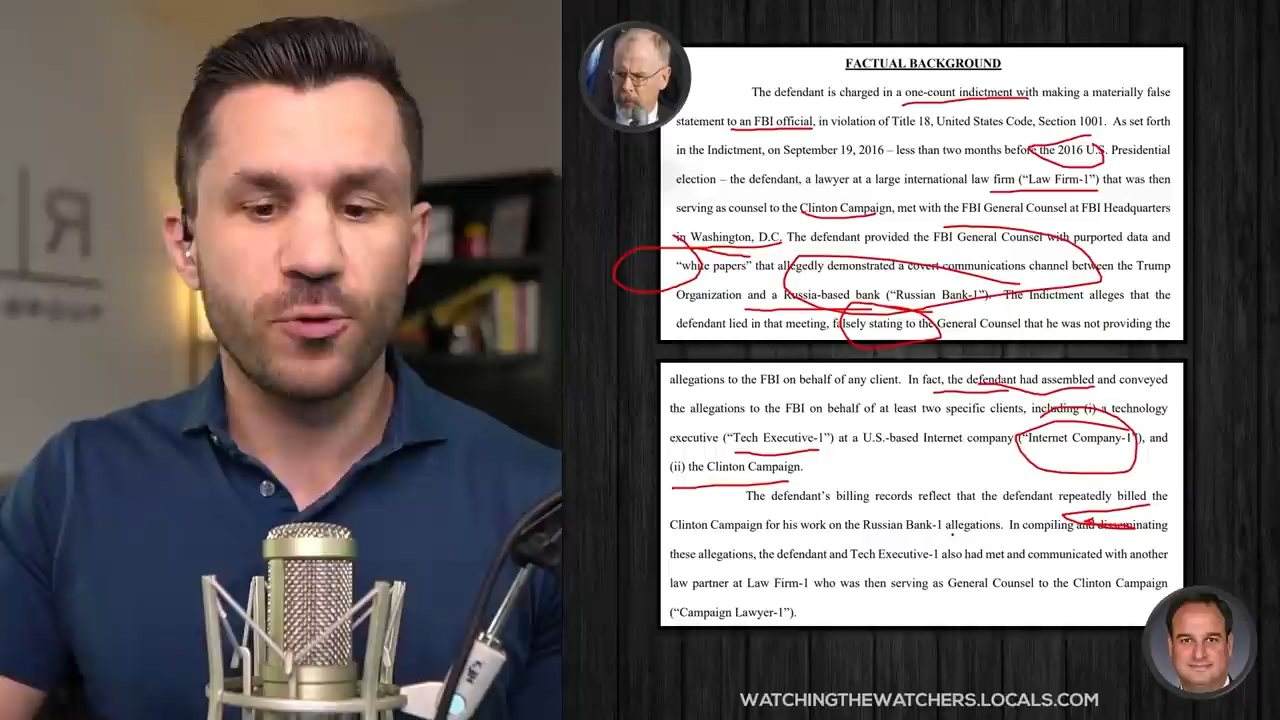 FACTUAL BACKGROUND
The defendant is charged in a one-count indictment with making a materially false
statement to an FBI official, in violation of Title 18, United States Code, Section 1001. As set forth
in the Indictment, on September 19, 2016 – less than two months before the 2016 U.S. Presidential
election – the defendant, a lawyer at a large international law firm (“Law Firm-1”) that was then
serving as counsel to the Clinton Campaign, met with the FBI General Counsel at FBI Headquarters
in Washington, D.C. The defendant provided the FBI General Counsel with purported data and
“white papers” that allegedly demonstrated a covert communications channel between the Trump
Organization and a Russia-based bank (“Russian Bank-1”). The Indictment alleges that the
defendant lied in that meeting, falsely stating to the General Counsel that he was not providing the
allegations to the FBI on behalf of any client. In fact, the defendant had assembled and conveyed
the allegations to the FBI on behalf of at least two specific clients, including (i) a technology
executive (“Tech Executive-1”) at a U.S.-based Internet company (“Internet Company-1”), and
(ii) the Clinton Campaign.
The defendant’s billing records reflect that the defendant repeatedly billed the
Clinton Campaign for his work on the Russian Bank-1 allegations. In compiling and disseminating
these allegations, the defendant and Tech Executive-1 also had met and communicated with another
law partner at Law Firm-1 who was then serving as General Counsel to the Clinton Campaign
(“Campaign Lawyer-1”).
WATCHINGTHEWATCHERS.LOCALS.COM